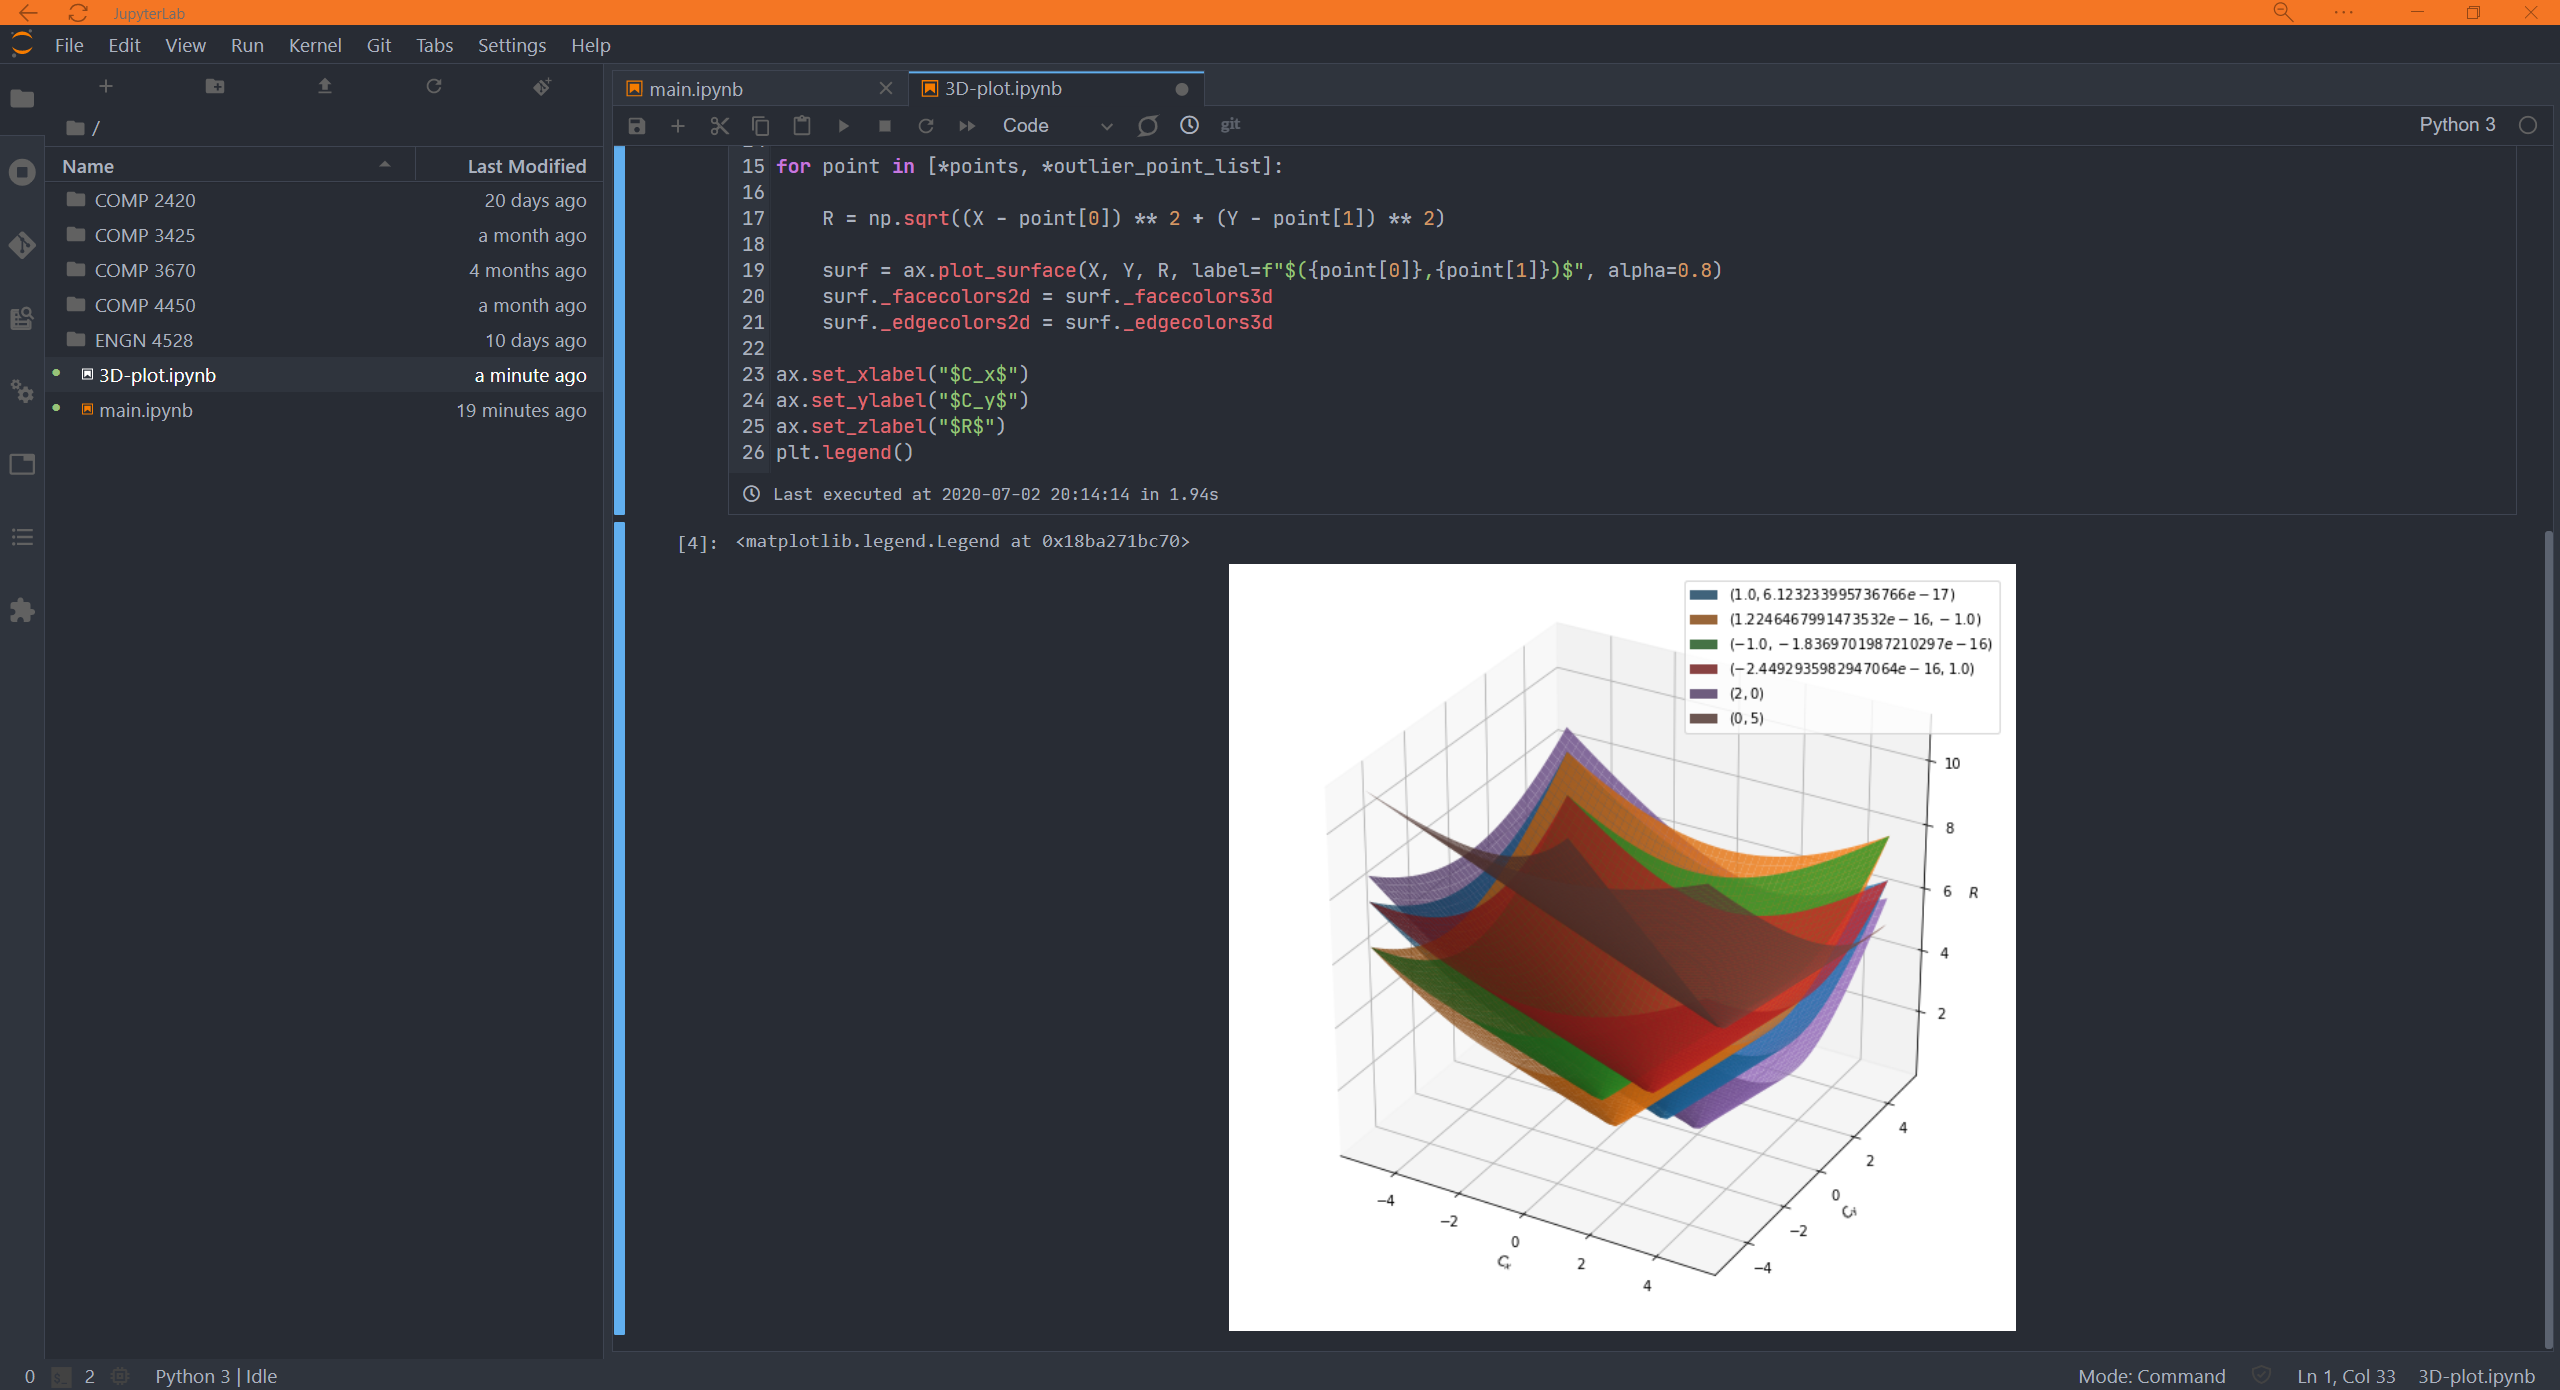 JupyterLab
File Edit View Run Kernel Git Tabs Settings Help
main.ipynb
3D-plot.ipynb
Code
git
Python 3
/
Name Last Modified
COMP 2420 20 days ago
COMP 3425 a month ago
COMP 3670 4 months ago
COMP 4450 a month ago
ENGN 4528 10 days ago
3D-plot.ipynb a minute ago
main.ipynb 19 minutes ago
15 for point in [*points, *outlier_point_list]:
16
17     R = np.sqrt((X - point[0]) ** 2 + (Y - point[1]) ** 2)
18
19     surf = ax.plot_surface(X, Y, R, label=f"$({point[0]},{point[1]})$", alpha=0.8)
20     surf._facecolors2d = surf._facecolors3d
21     surf._edgecolors2d = surf._edgecolors3d
22
23 ax.set_xlabel("$C_x$")
24 ax.set_ylabel("$C_y$")
25 ax.set_zlabel("$R$")
26 plt.legend()
Last executed at 2020-07-02 20:14:14 in 1.94s
[4]: <matplotlib.legend.Legend at 0x18ba271bc70>
(1.0, 6.123233995736766e − 17)
(1.2246467991473532e − 16, − 1.0)
(−1.0, − 1.8369701987210297e − 16)
(−2.4492935982947064e − 16, 1.0)
(2, 0)
(0, 5)
10
8
6 R
4
2
4
2
0
−2
−4
Cy
−4
−2
0
2
4
Cx
0 2 Python 3 | Idle
Mode: Command Ln 1, Col 33 3D-plot.ipynb